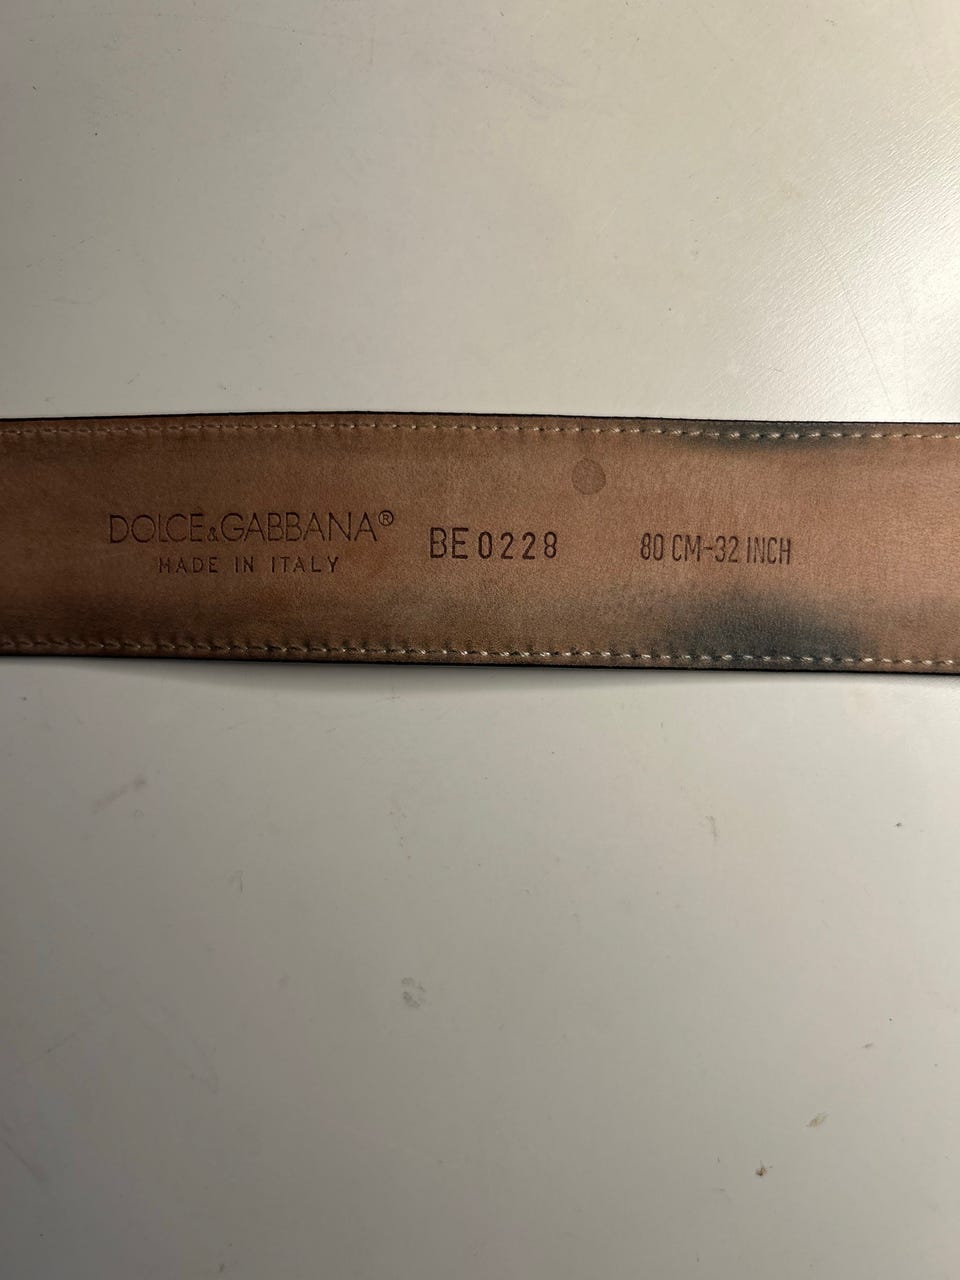 DOLCE&GABBANA®
MADE IN ITALY
BE0228
80 CM-32 INCH